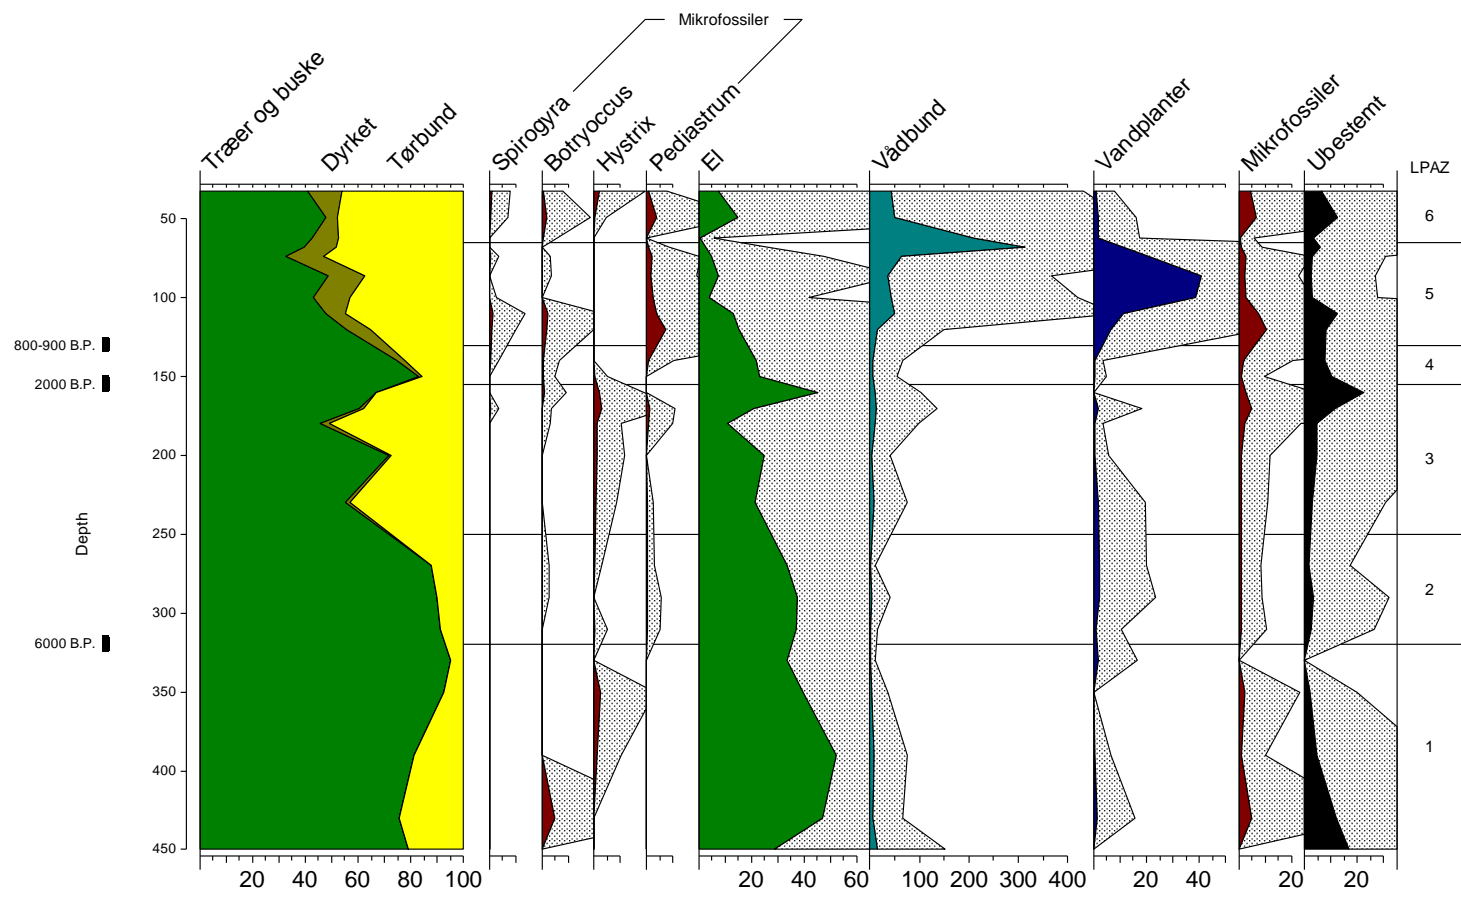 Mikrofossiler
Træer og buske
Dyrket
Tørbund
Spirogyra
Botryoccus
Hystrix
Pediastrum
El
Vådbund
Vandplanter
Mikrofossiler
Ubestemt
LPAZ
50
6
100
5
800-900 B.P.
150
4
2000 B.P.
200
3
Depth
250
300
2
6000 B.P.
350
1
400
450
20 40 60 80 100 20 40 60 100 200 300 400 20 40 20 20